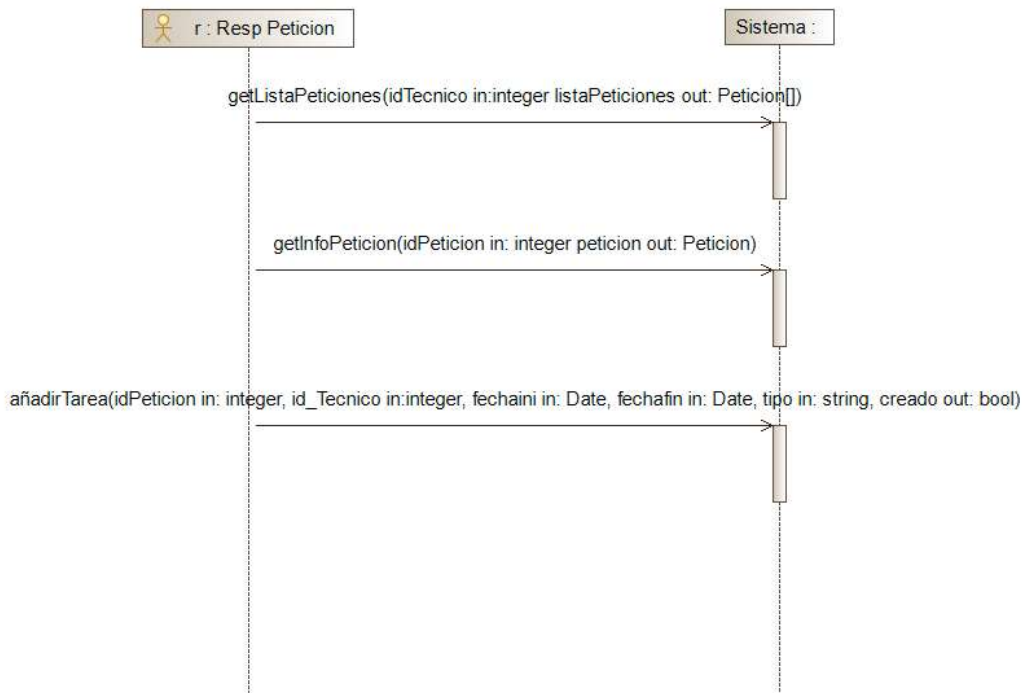 r : Resp Peticion
Sistema :
getListaPeticiones(idTecnico in:integer listaPeticiones out: Peticion[])
getInfoPeticion(idPeticion in: integer peticion out: Peticion)
añadirTarea(idPeticion in: integer, id_Tecnico in:integer, fechaini in: Date, fechafin in: Date, tipo in: string, creado out: bool)